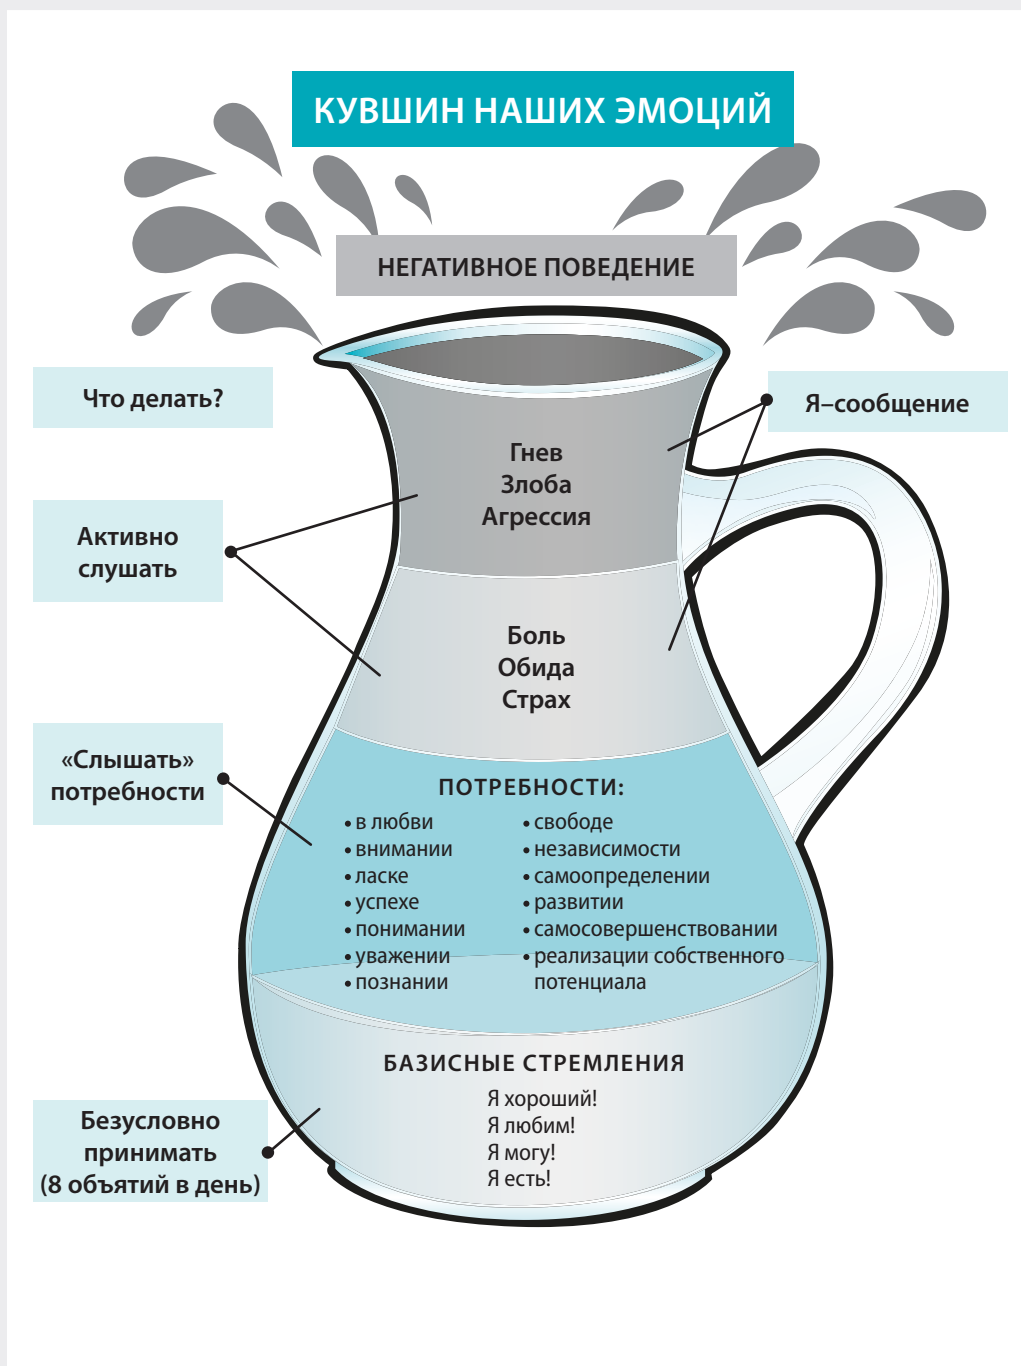 КУВШИН НАШИХ ЭМОЦИЙ
НЕГАТИВНОЕ ПОВЕДЕНИЕ
Что делать?
Я–сообщение
Гнев
Злоба
Агрессия
Активно
слушать
Боль
Обида
Страх
«Слышать»
потребности
ПОТРЕБНОСТИ:
• в любви
• внимании
• ласке
• успехе
• понимании
• уважении
• познании
• свободе
• независимости
• самоопределении
• развитии
• самосовершенствовании
• реализации собственного
потенциала
БАЗИСНЫЕ СТРЕМЛЕНИЯ
Я хороший!
Я любим!
Я могу!
Я есть!
Безусловно
принимать
(8 объятий в день)